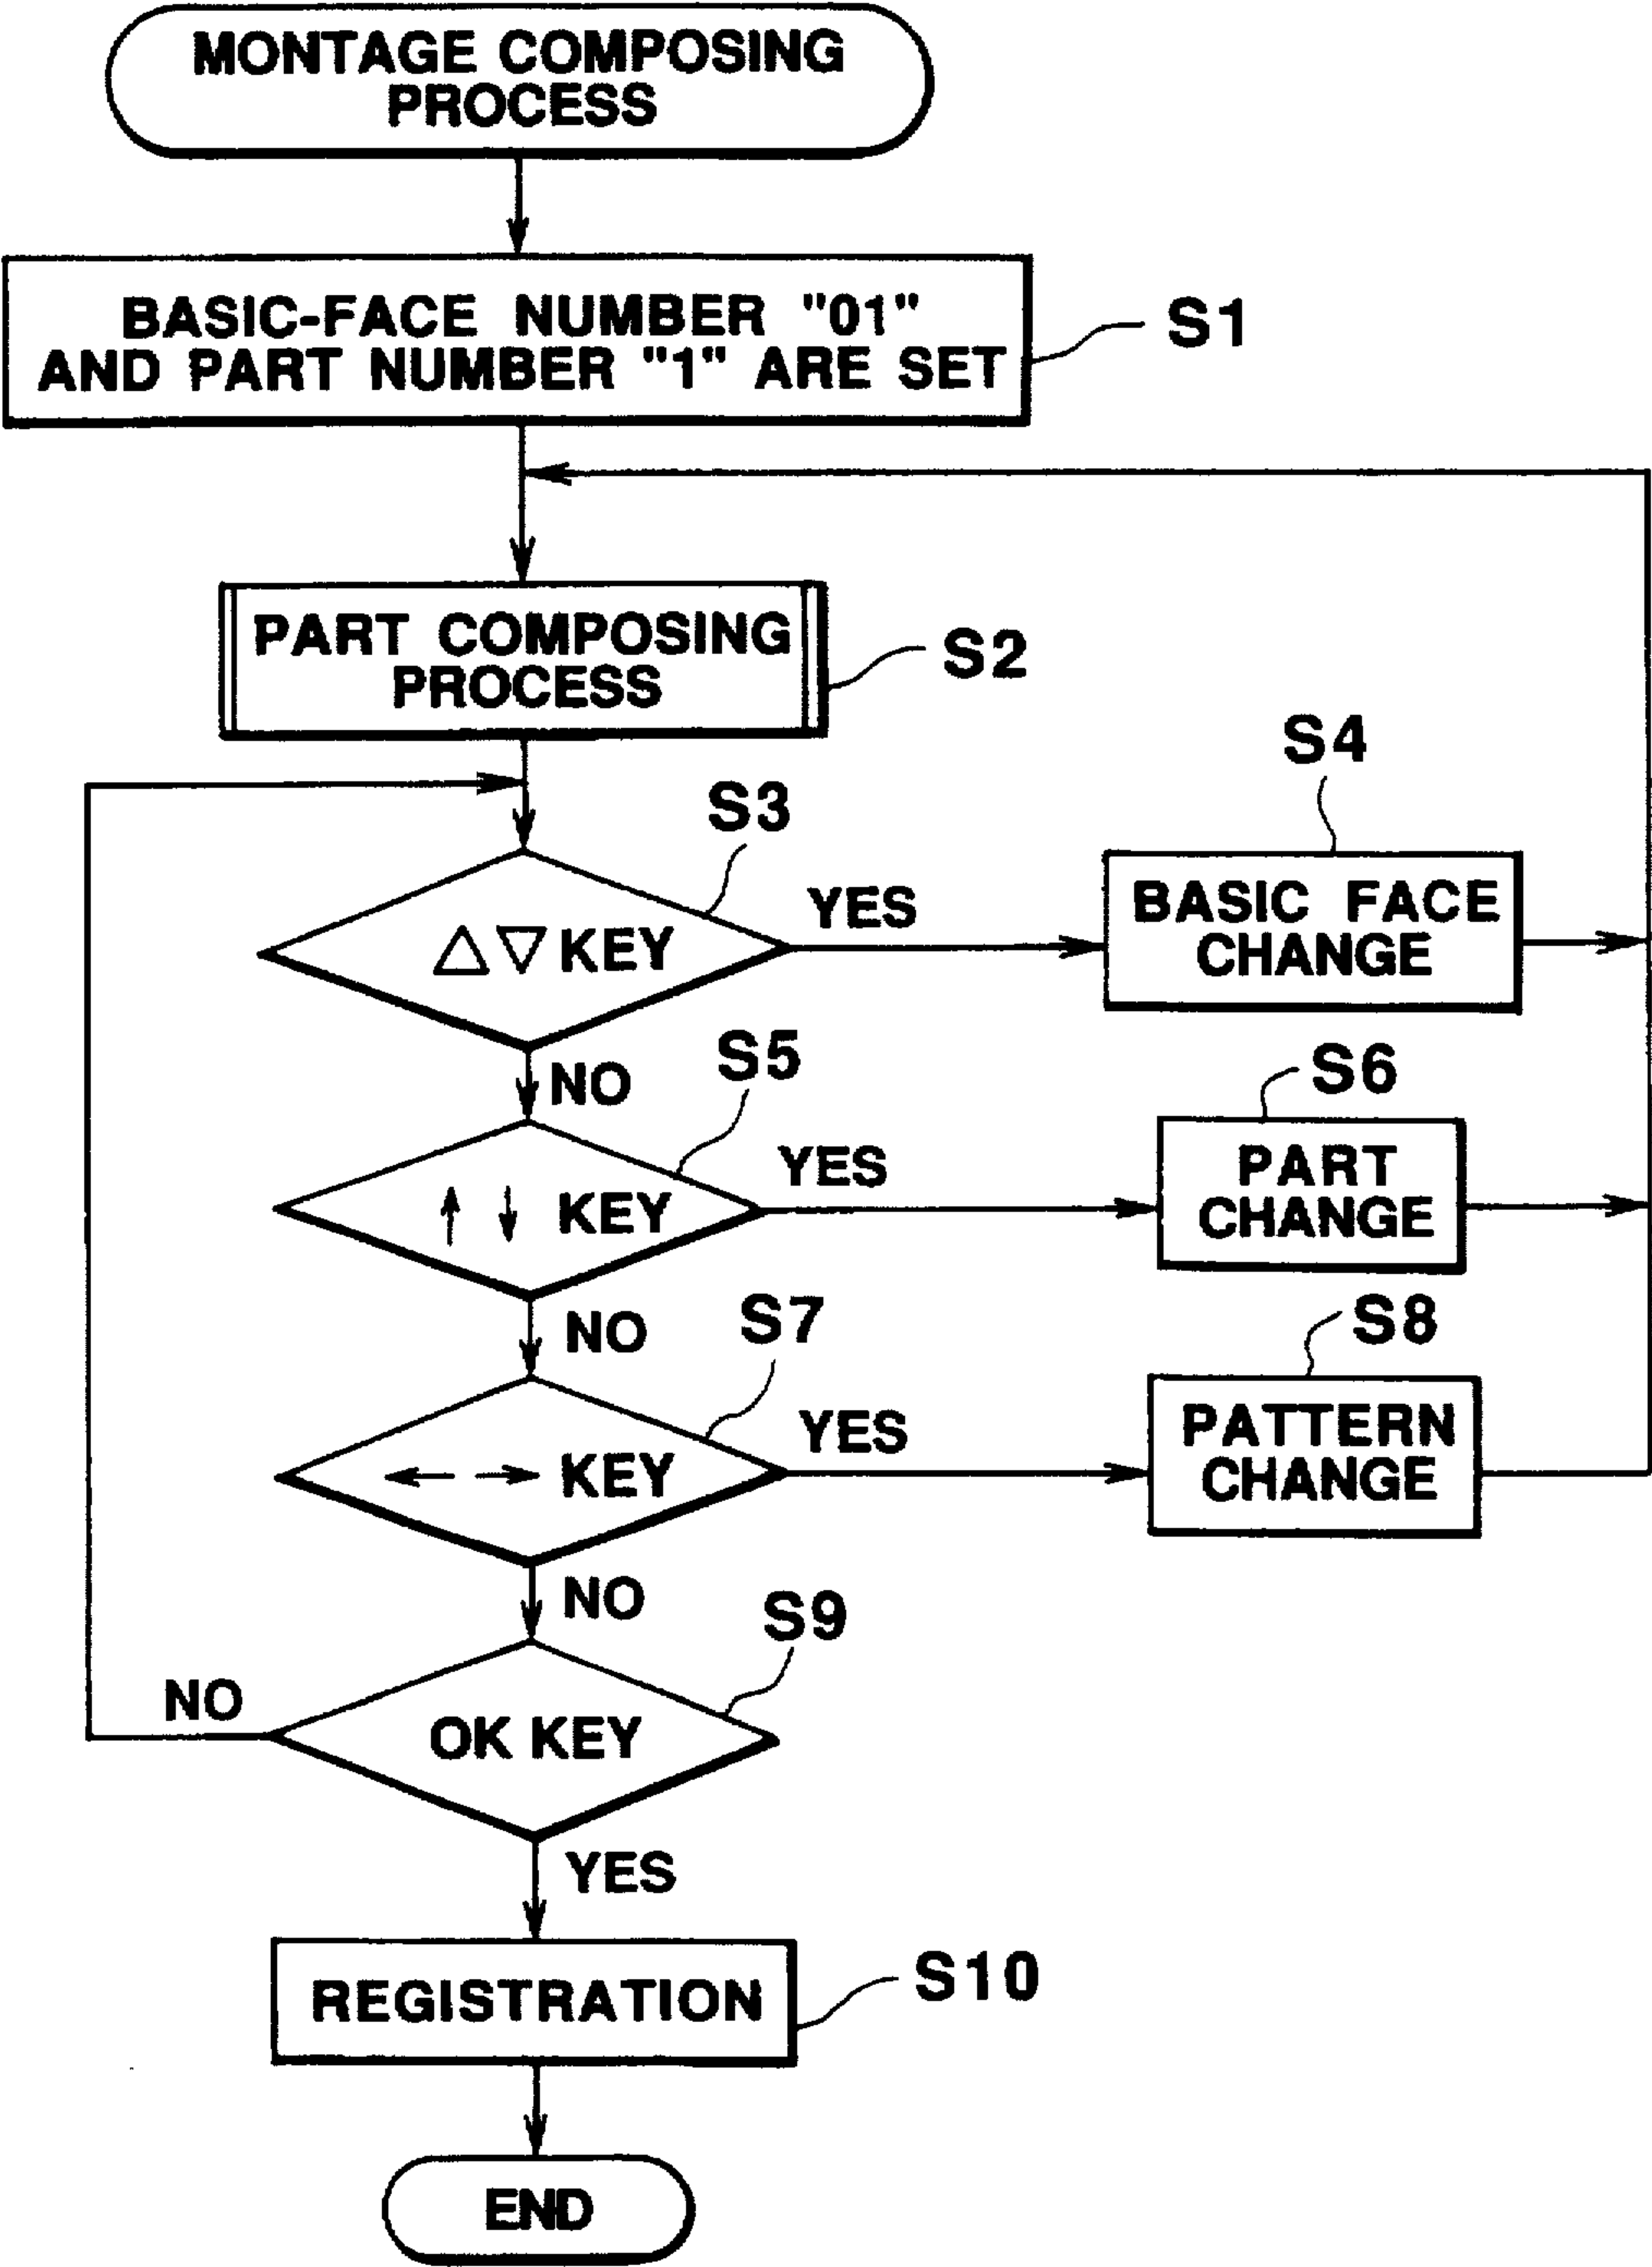 MONTAGE COMPOSING
PROCESS
BASIC-FACE NUMBER "01"
AND PART NUMBER "1" ARE SET
S1
PART COMPOSING
PROCESS
S2
S3
△ ▽ KEY
YES
S4
BASIC FACE
CHANGE
NO
S5
↑ ↓ KEY
YES
S6
PART
CHANGE
NO
S7
← → KEY
YES
S8
PATTERN
CHANGE
NO
S9
NO
OK KEY
YES
REGISTRATION
S10
END